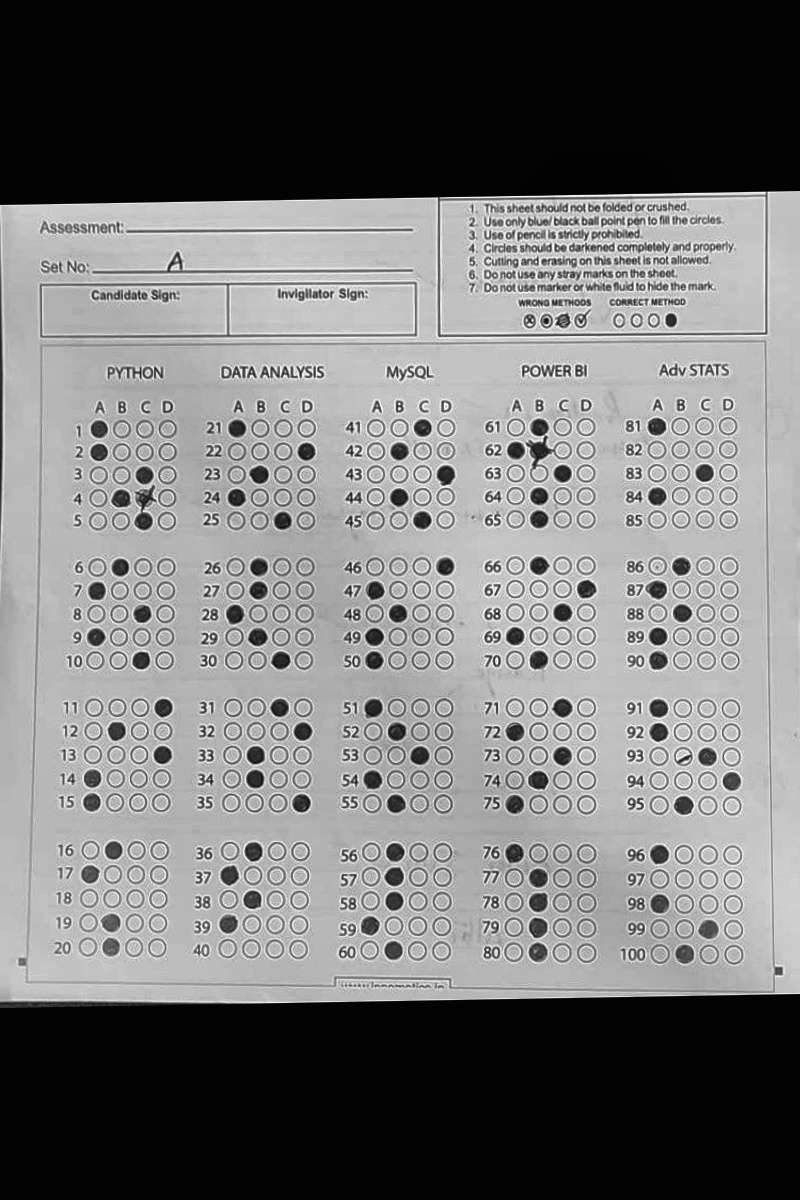 Assessment:
Set No: A
Candidate Sign: Invigilator Sign:
1. This sheet should not be folded or crushed.
2. Use only blue/ black ball point pen to fill the circles.
3. Use of pencil is strictly prohibited.
4. Circles should be darkened completely and properly.
5. Cutting and erasing on this sheet is not allowed.
6. Do not use any stray marks on the sheet.
7. Do not use marker or white fluid to hide the mark.
WRONG METHODS CORRECT METHOD
PYTHON DATA ANALYSIS MySQL POWER BI Adv STATS
A B C D A B C D A B C D A B C D A B C D
1 21 41 61 81
2 22 42 62 82
3 23 43 63 83
4 24 44 64 84
5 25 45 65 85
6 26 46 66 86
7 27 47 67 87
8 28 48 68 88
9 29 49 69 89
10 30 50 70 90
11 31 51 71 91
12 32 52 72 92
13 33 53 73 93
14 34 54 74 94
15 35 55 75 95
16 36 56 76 96
17 37 57 77 97
18 38 58 78 98
19 39 59 79 99
20 40 60 80 100